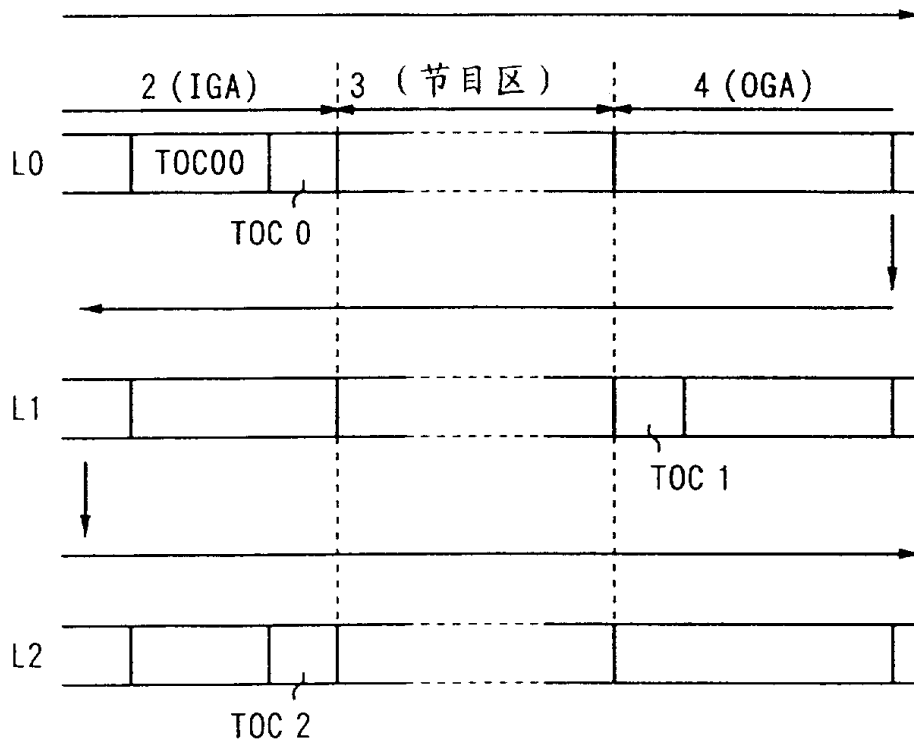 2 (IGA) 3 (节目区) 4 (OGA)
L0 TOC00
TOC 0
L1
TOC 1
L2
TOC 2